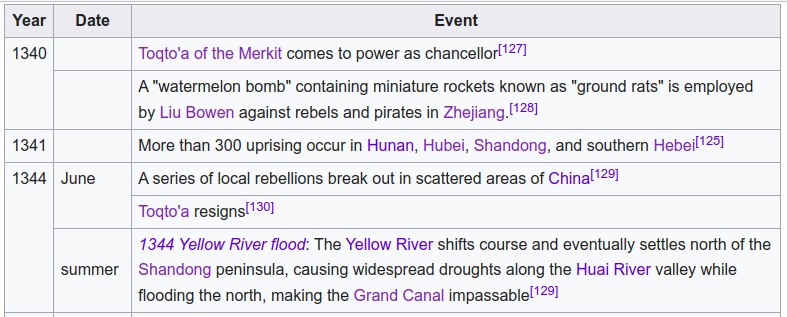 Year Date Event
1340 Toqto'a of the Merkit comes to power as chancellor[127]
A "watermelon bomb" containing miniature rockets known as "ground rats" is employed
by Liu Bowen against rebels and pirates in Zhejiang.[128]
1341 More than 300 uprising occur in Hunan, Hubei, Shandong, and southern Hebei[125]
1344 June A series of local rebellions break out in scattered areas of China[129]
Toqto'a resigns[130]
1344 Yellow River flood: The Yellow River shifts course and eventually settles north of the
summer Shandong peninsula, causing widespread droughts along the Huai River valley while
flooding the north, making the Grand Canal impassable[129]